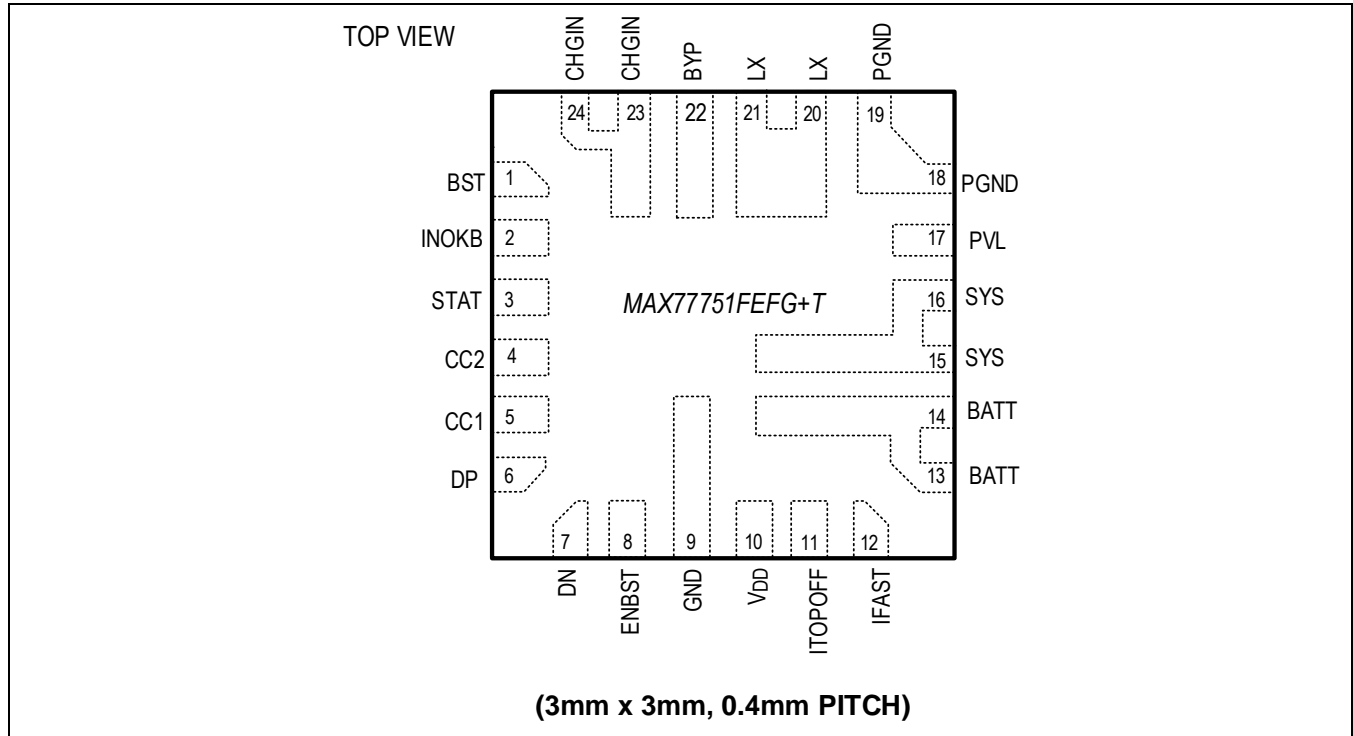 TOP VIEW
CHGIN
CHGIN
BYP
LX
LX
PGND
24
23
22
21
20
19
BST 1
18 PGND
INOKB 2
17 PVL
STAT 3
MAX77751FEFG+T
16 SYS
CC2 4
15 SYS
CC1 5
14 BATT
DP 6
13 BATT
7
8
9
10
11
12
DN
ENBST
GND
VDD
ITOPOFF
IFAST
(3mm x 3mm, 0.4mm PITCH)